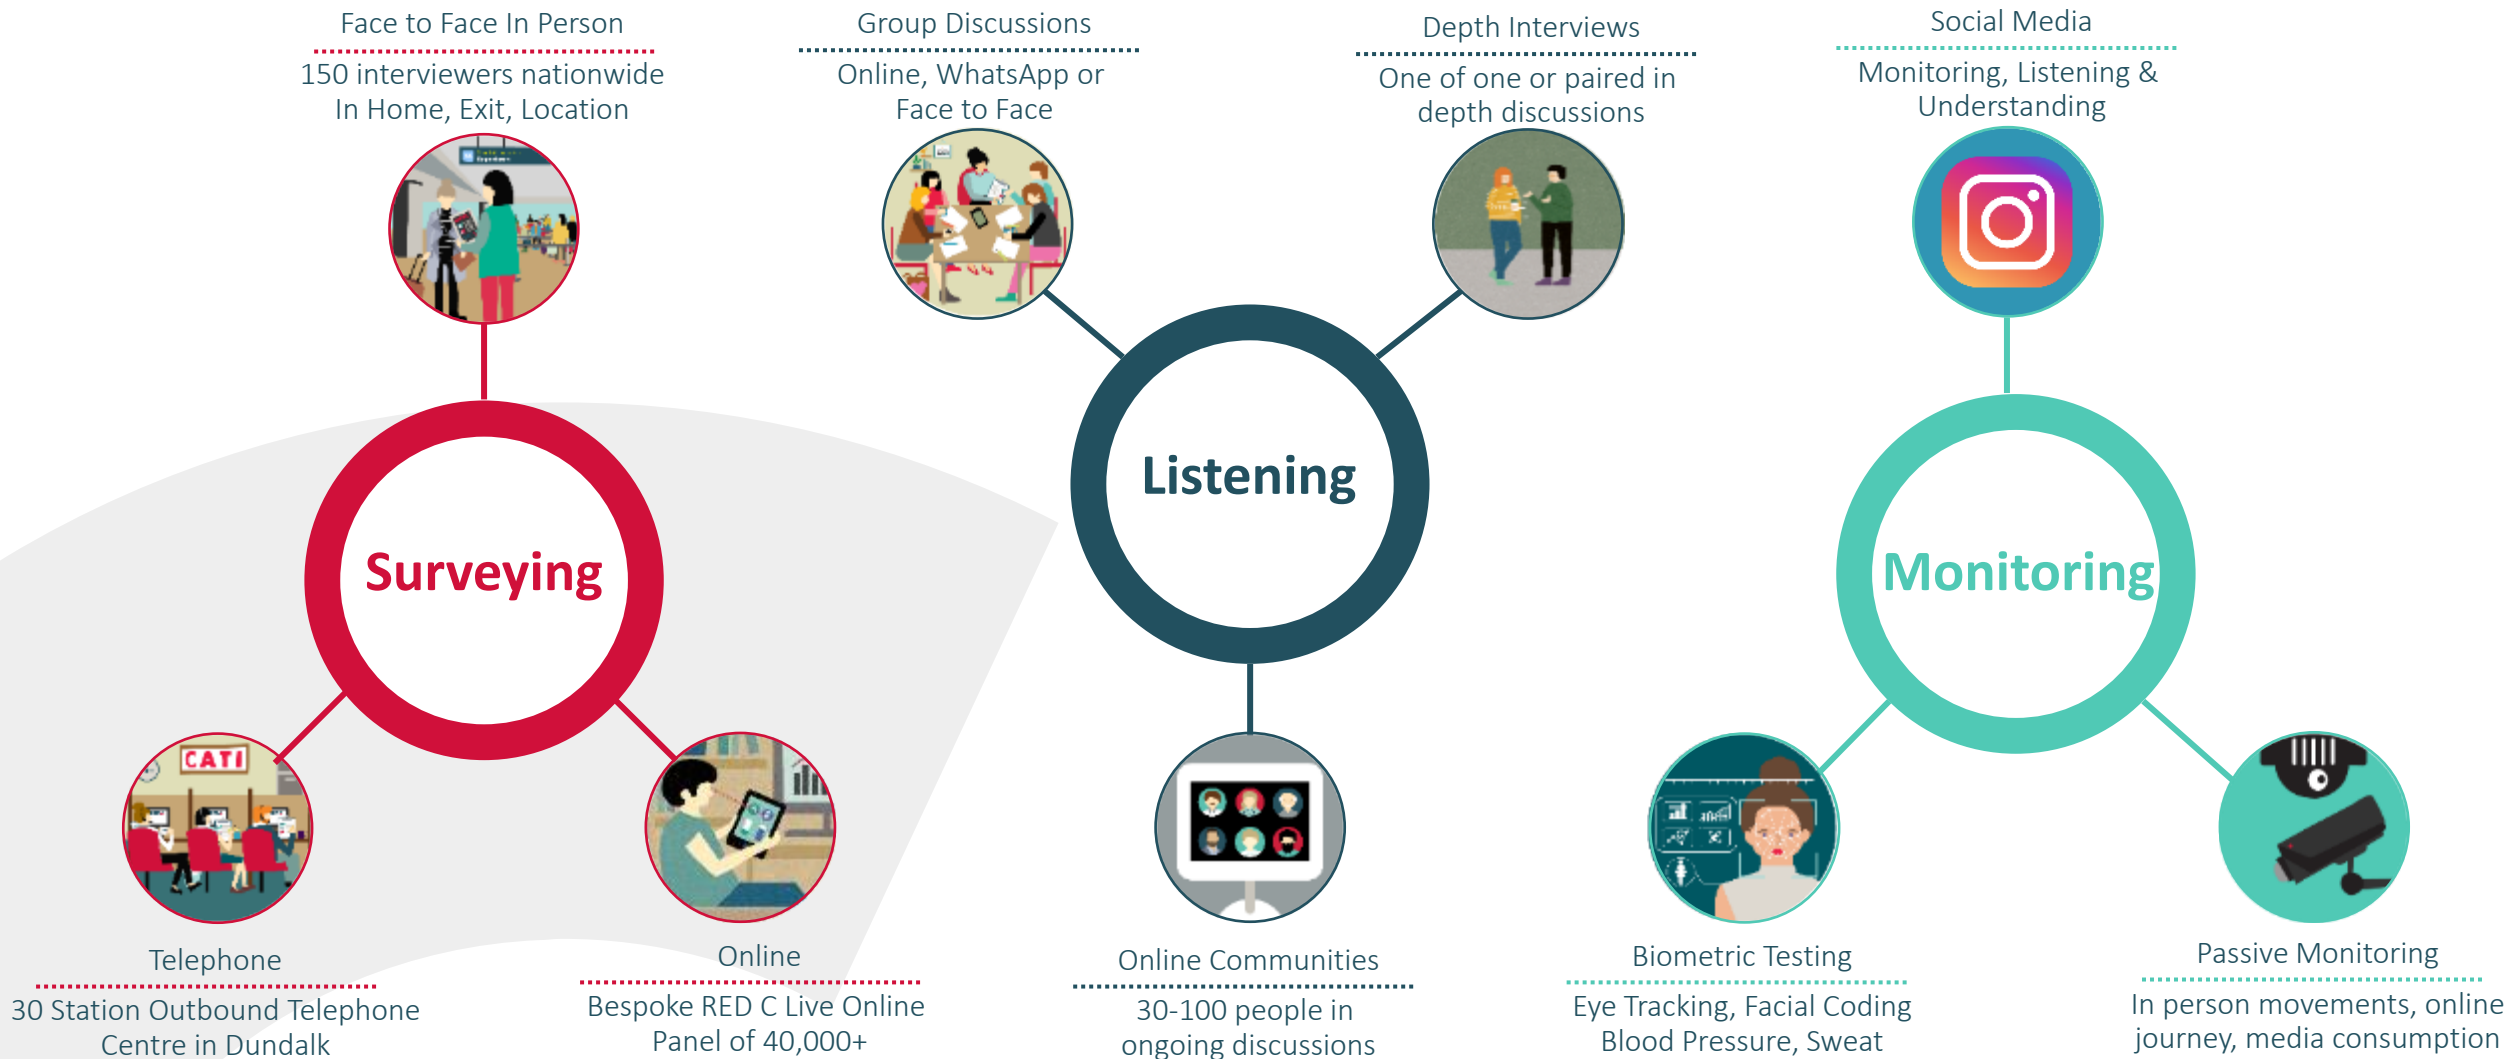 Face to Face In Person
150 interviewers nationwide
In Home, Exit, Location
Group Discussions
Online, WhatsApp or
Face to Face
Depth Interviews
One of one or paired in
depth discussions
Social Media
Monitoring, Listening &
Understanding
Surveying
Listening
Monitoring
CATI
Telephone
30 Station Outbound Telephone
Centre in Dundalk
Online
Bespoke RED C Live Online
Panel of 40,000+
Online Communities
30-100 people in
ongoing discussions
Biometric Testing
Eye Tracking, Facial Coding
Blood Pressure, Sweat
Passive Monitoring
In person movements, online
journey, media consumption